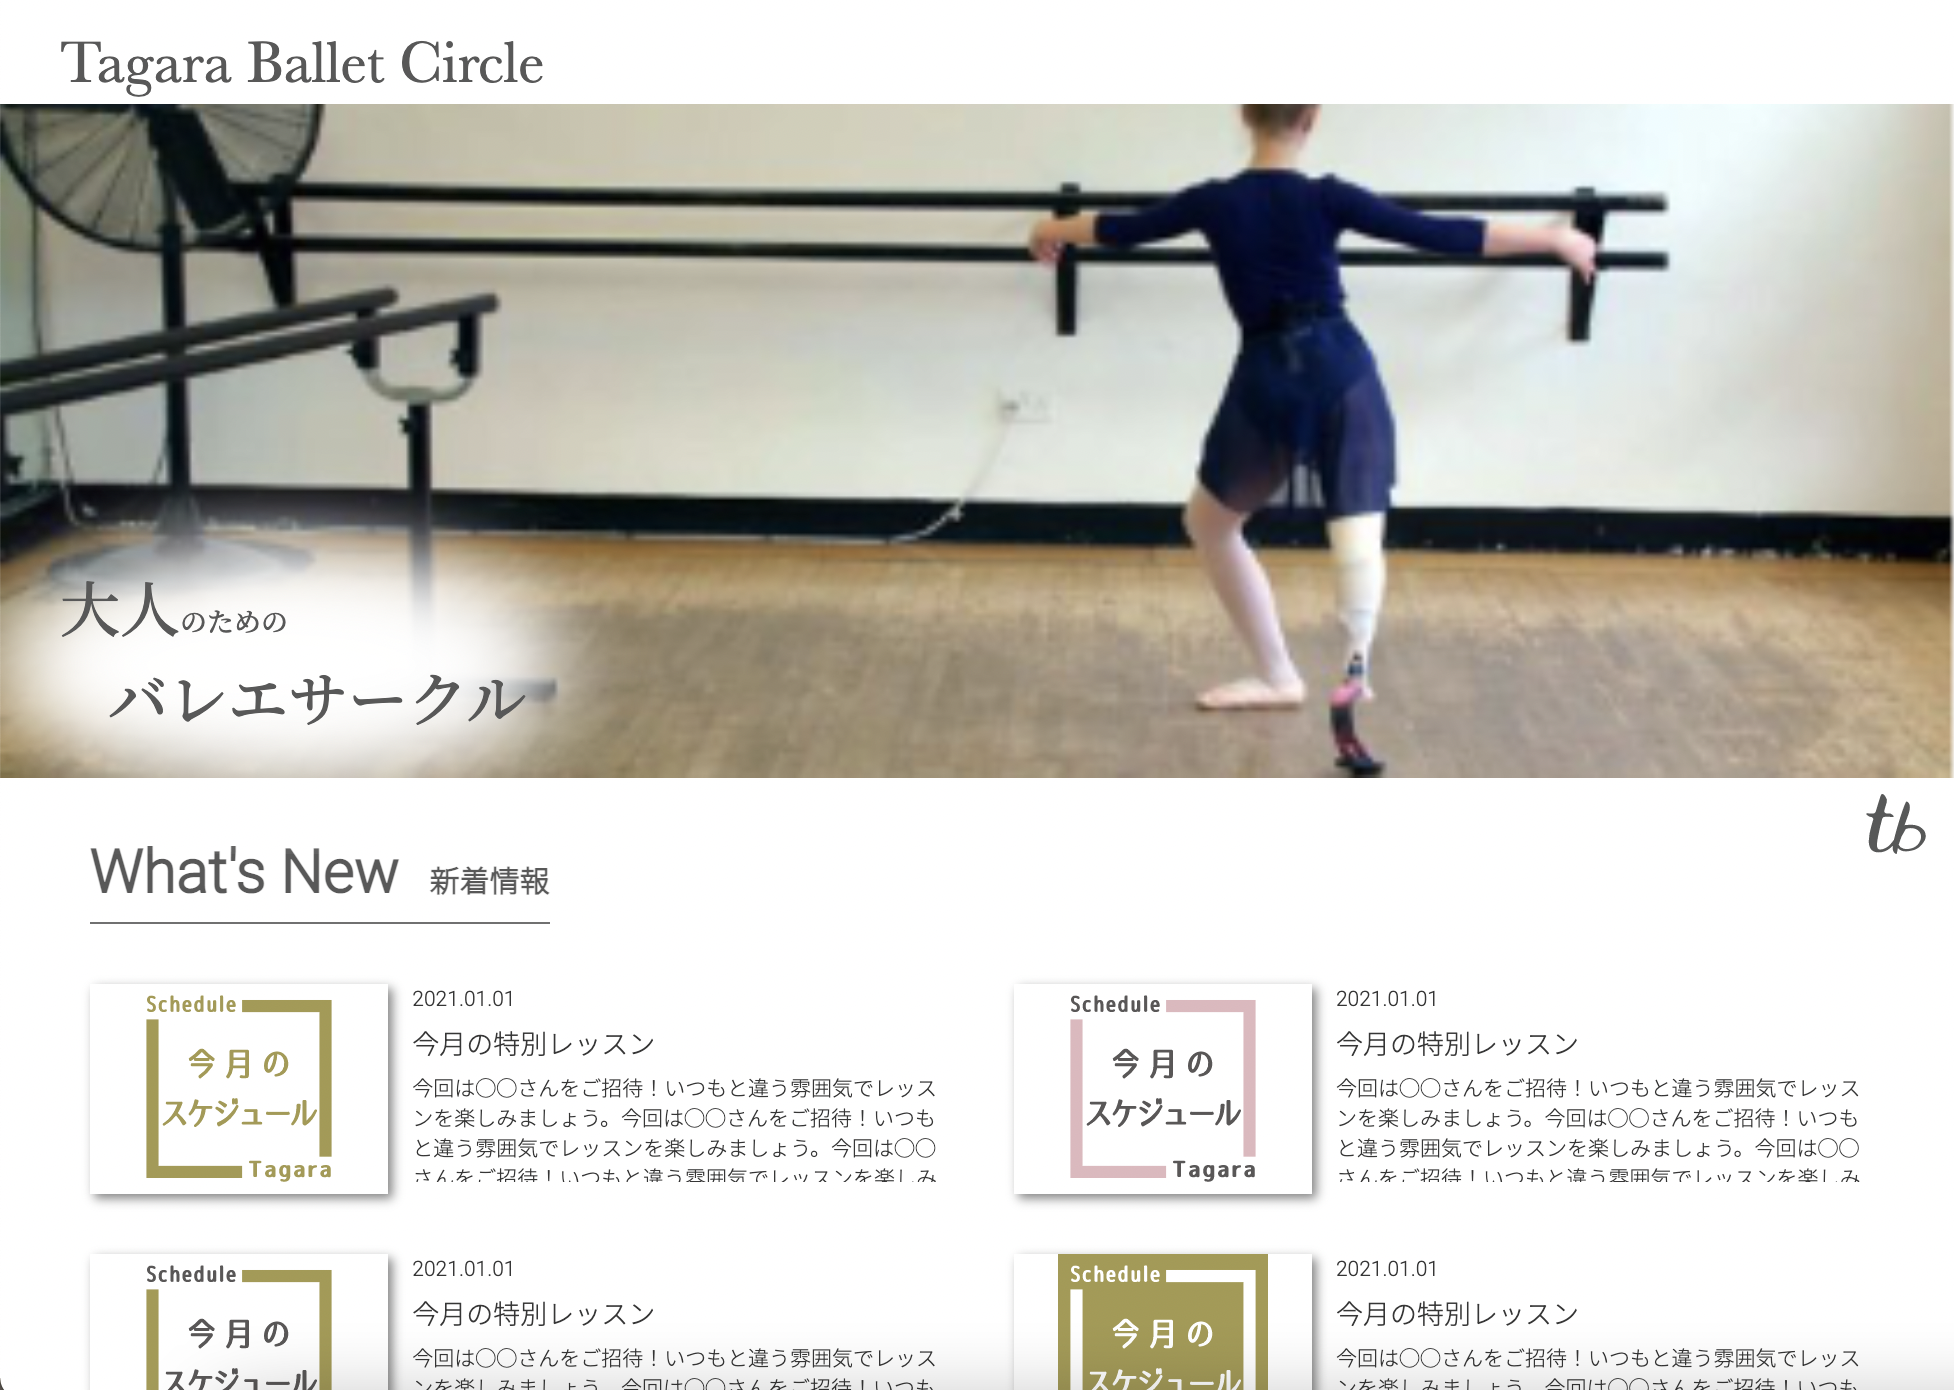 Tagara Ballet Circle
大人のための
バレエサークル
tb
What's New 新着情報
Schedule
今月の
スケジュール
Tagara
2021.01.01
今月の特別レッスン
今回は〇〇さんをご招待！いつもと違う雰囲気でレッス
ンを楽しみましょう。今回は〇〇さんをご招待！いつも
と違う雰囲気でレッスンを楽しみましょう。今回は〇〇
さんをご招待！いつもと違う雰囲気でレッスンを楽しみ
Schedule
今月の
スケジュール
Tagara
2021.01.01
今月の特別レッスン
今回は〇〇さんをご招待！いつもと違う雰囲気でレッス
ンを楽しみましょう。今回は〇〇さんをご招待！いつも
と違う雰囲気でレッスンを楽しみましょう。今回は〇〇
さんをご招待！いつもと違う雰囲気でレッスンを楽しみ
Schedule
今月の
スケジュール
2021.01.01
今月の特別レッスン
今回は〇〇さんをご招待！いつもと違う雰囲気でレッス
ンを楽しみましょう。今回は〇〇さんをご招待！いつも
Schedule
今月の
スケジュール
2021.01.01
今月の特別レッスン
今回は〇〇さんをご招待！いつもと違う雰囲気でレッス
ンを楽しみましょう。今回は〇〇さんをご招待！いつも